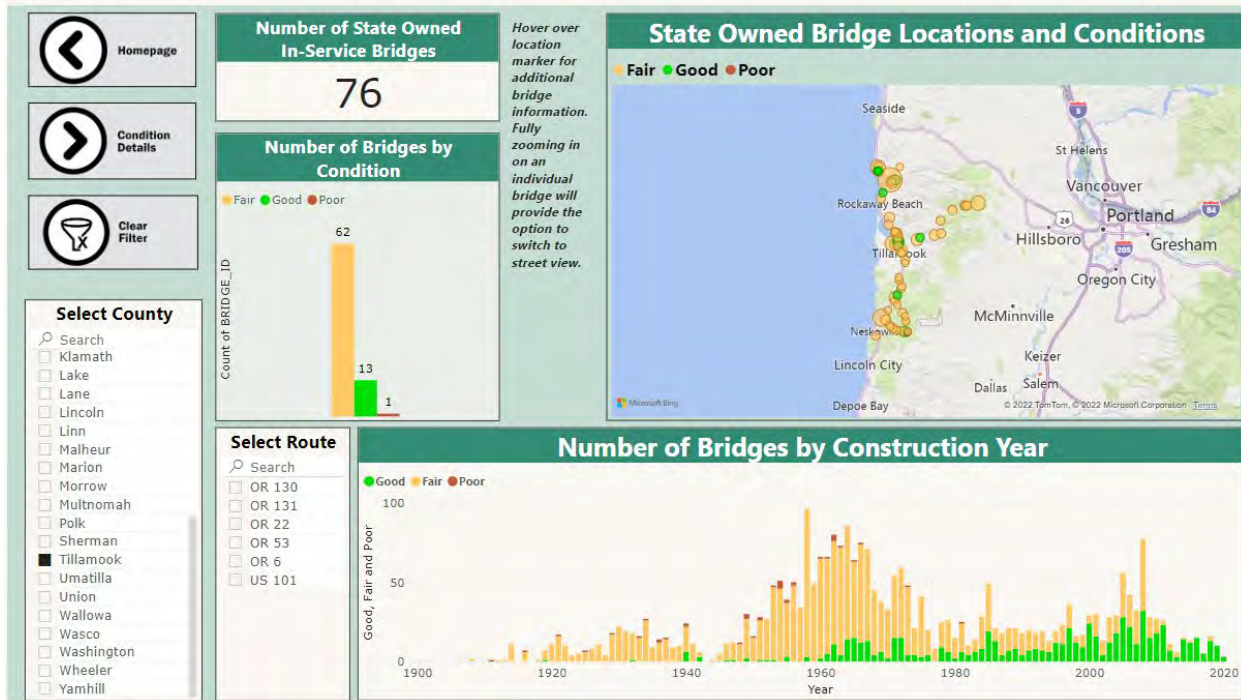 Homepage
Condition
Details
Clear
Filter
Select County
Search
Klamath
Lake
Lane
Lincoln
Linn
Malheur
Marion
Morrow
Multnomah
Polk
Sherman
Tillamook
Umatilla
Union
Wallowa
Wasco
Washington
Wheeler
Yamhill
Number of State Owned
In-Service Bridges
76
Number of Bridges by
Condition
Fair Good Poor
Count of BRIDGE_ID
62
13
1
Hover over
location
marker for
additional
bridge
information.
Fully
zooming in
on an
individual
bridge will
provide the
option to
switch to
street view.
State Owned Bridge Locations and Conditions
Fair Good Poor
Seaside
5
St Helens
Vancouver
Rockaway Beach
84
26
Portland
Hillsboro
Gresham
205
Tillamook
Oregon City
McMinnville
Keizer
Lincoln City
Dallas
Salem
Depoe Bay
Microsoft Bing
© 2022 TomTom, © 2022 Microsoft Corporation Terms
Select Route
Search
OR 130
OR 131
OR 22
OR 53
OR 6
US 101
Number of Bridges by Construction Year
Good Fair Poor
Good, Fair and Poor
100
50
0
1900 1920 1940 1960 1980 2000 2020
Year